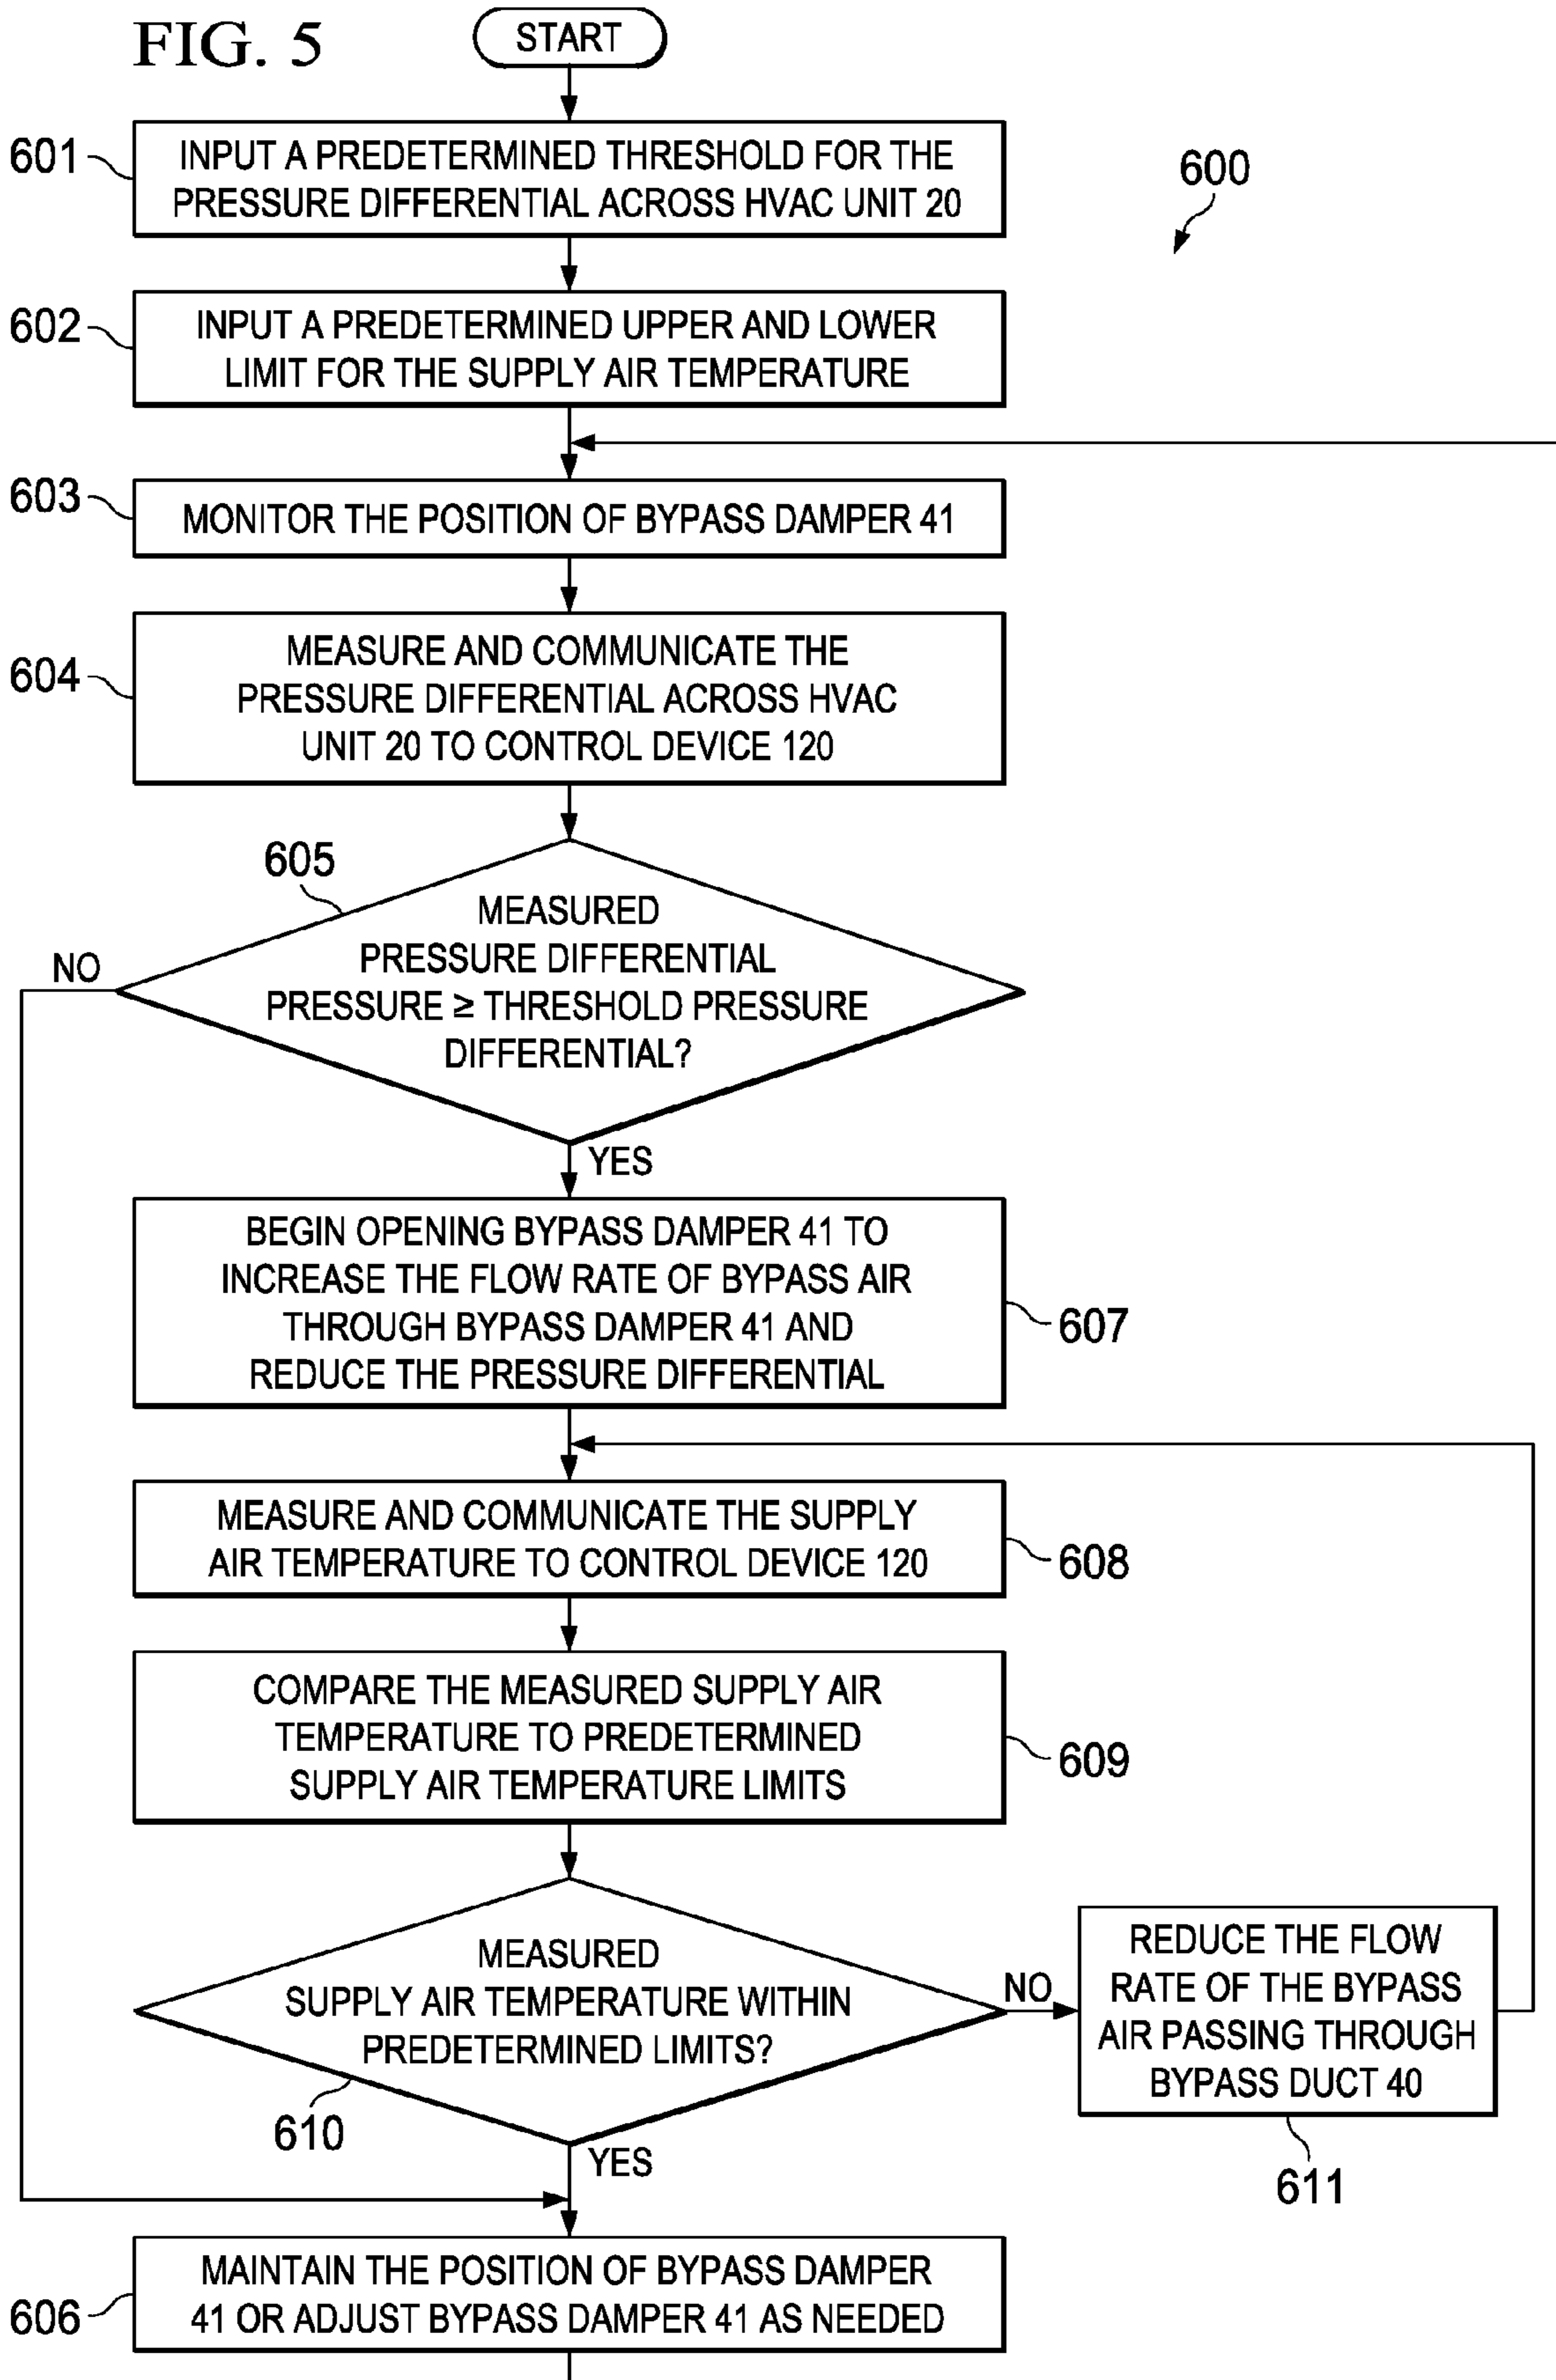 FIG. 5
START
601
INPUT A PREDETERMINED THRESHOLD FOR THE
PRESSURE DIFFERENTIAL ACROSS HVAC UNIT 20
600
602
INPUT A PREDETERMINED UPPER AND LOWER
LIMIT FOR THE SUPPLY AIR TEMPERATURE
603
MONITOR THE POSITION OF BYPASS DAMPER 41
604
MEASURE AND COMMUNICATE THE
PRESSURE DIFFERENTIAL ACROSS HVAC
UNIT 20 TO CONTROL DEVICE 120
605
MEASURED
PRESSURE DIFFERENTIAL
PRESSURE ≥ THRESHOLD PRESSURE
DIFFERENTIAL?
NO
YES
BEGIN OPENING BYPASS DAMPER 41 TO
INCREASE THE FLOW RATE OF BYPASS AIR
THROUGH BYPASS DAMPER 41 AND
REDUCE THE PRESSURE DIFFERENTIAL
607
MEASURE AND COMMUNICATE THE SUPPLY
AIR TEMPERATURE TO CONTROL DEVICE 120
608
COMPARE THE MEASURED SUPPLY AIR
TEMPERATURE TO PREDETERMINED
SUPPLY AIR TEMPERATURE LIMITS
609
MEASURED
SUPPLY AIR TEMPERATURE WITHIN
PREDETERMINED LIMITS?
610
NO
REDUCE THE FLOW
RATE OF THE BYPASS
AIR PASSING THROUGH
BYPASS DUCT 40
611
YES
606
MAINTAIN THE POSITION OF BYPASS DAMPER
41 OR ADJUST BYPASS DAMPER 41 AS NEEDED